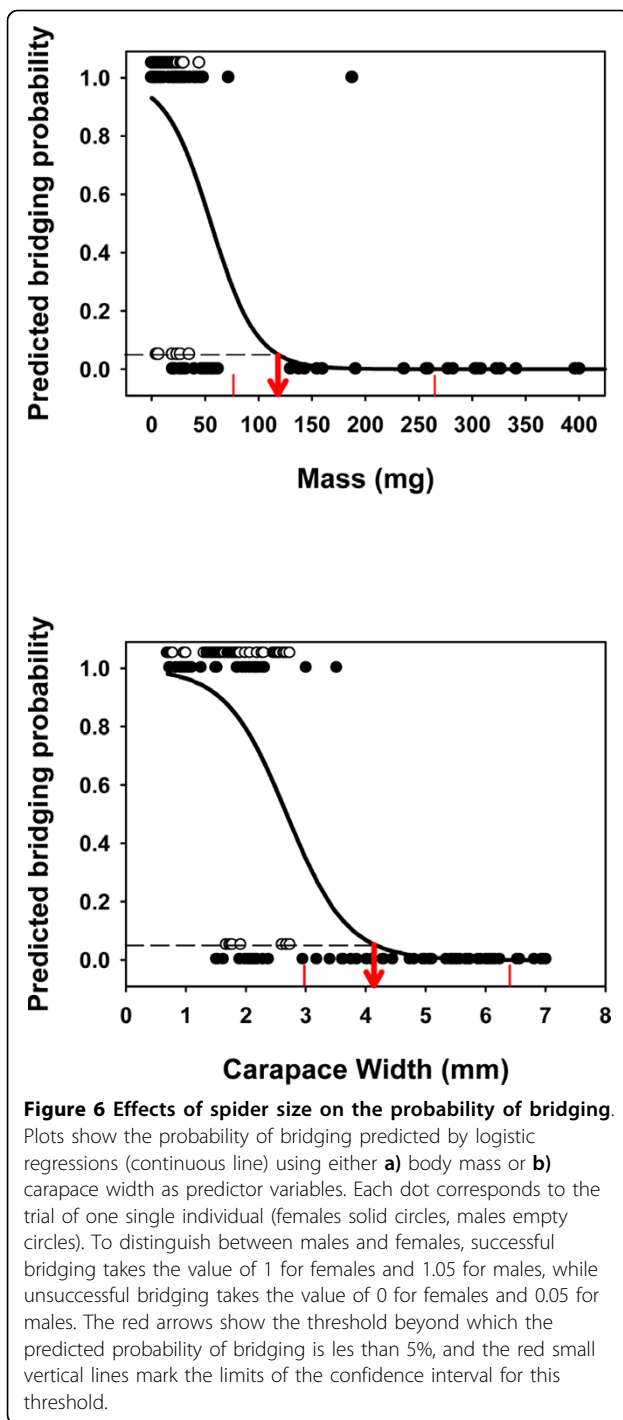 Predicted bridging probability
1.0
0.8
0.6
0.4
0.2
0.0
0 50 100 150 200 250 300 350 400
Mass (mg)
Predicted bridging probability
1.0
0.8
0.6
0.4
0.2
0.0
0 1 2 3 4 5 6 7 8
Carapace Width (mm)
Figure 6 Effects of spider size on the probability of bridging.
Plots show the probability of bridging predicted by logistic
regressions (continuous line) using either a) body mass or b)
carapace width as predictor variables. Each dot corresponds to the
trial of one single individual (females solid circles, males empty
circles). To distinguish between males and females, successful
bridging takes the value of 1 for females and 1.05 for males, while
unsuccessful bridging takes the value of 0 for females and 0.05 for
males. The red arrows show the threshold beyond which the
predicted probability of bridging is less than 5%, and the red small
vertical lines mark the limits of the confidence interval for this
threshold.